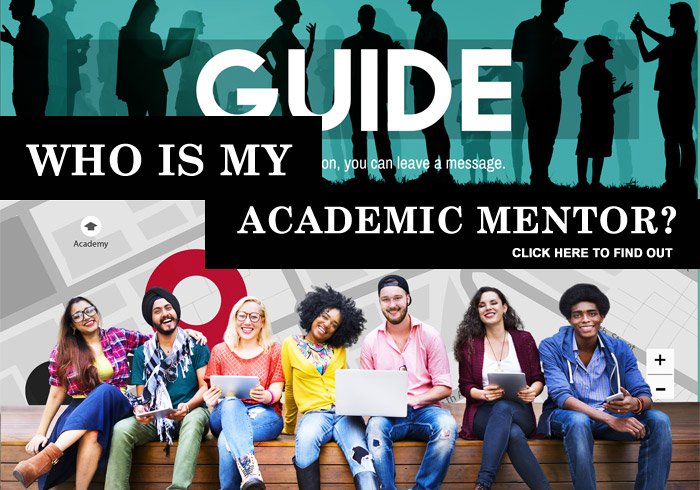 GUIDE
WHO IS MY
on, you can leave a message.
ACADEMIC MENTOR?
CLICK HERE TO FIND OUT
Academy
+
−